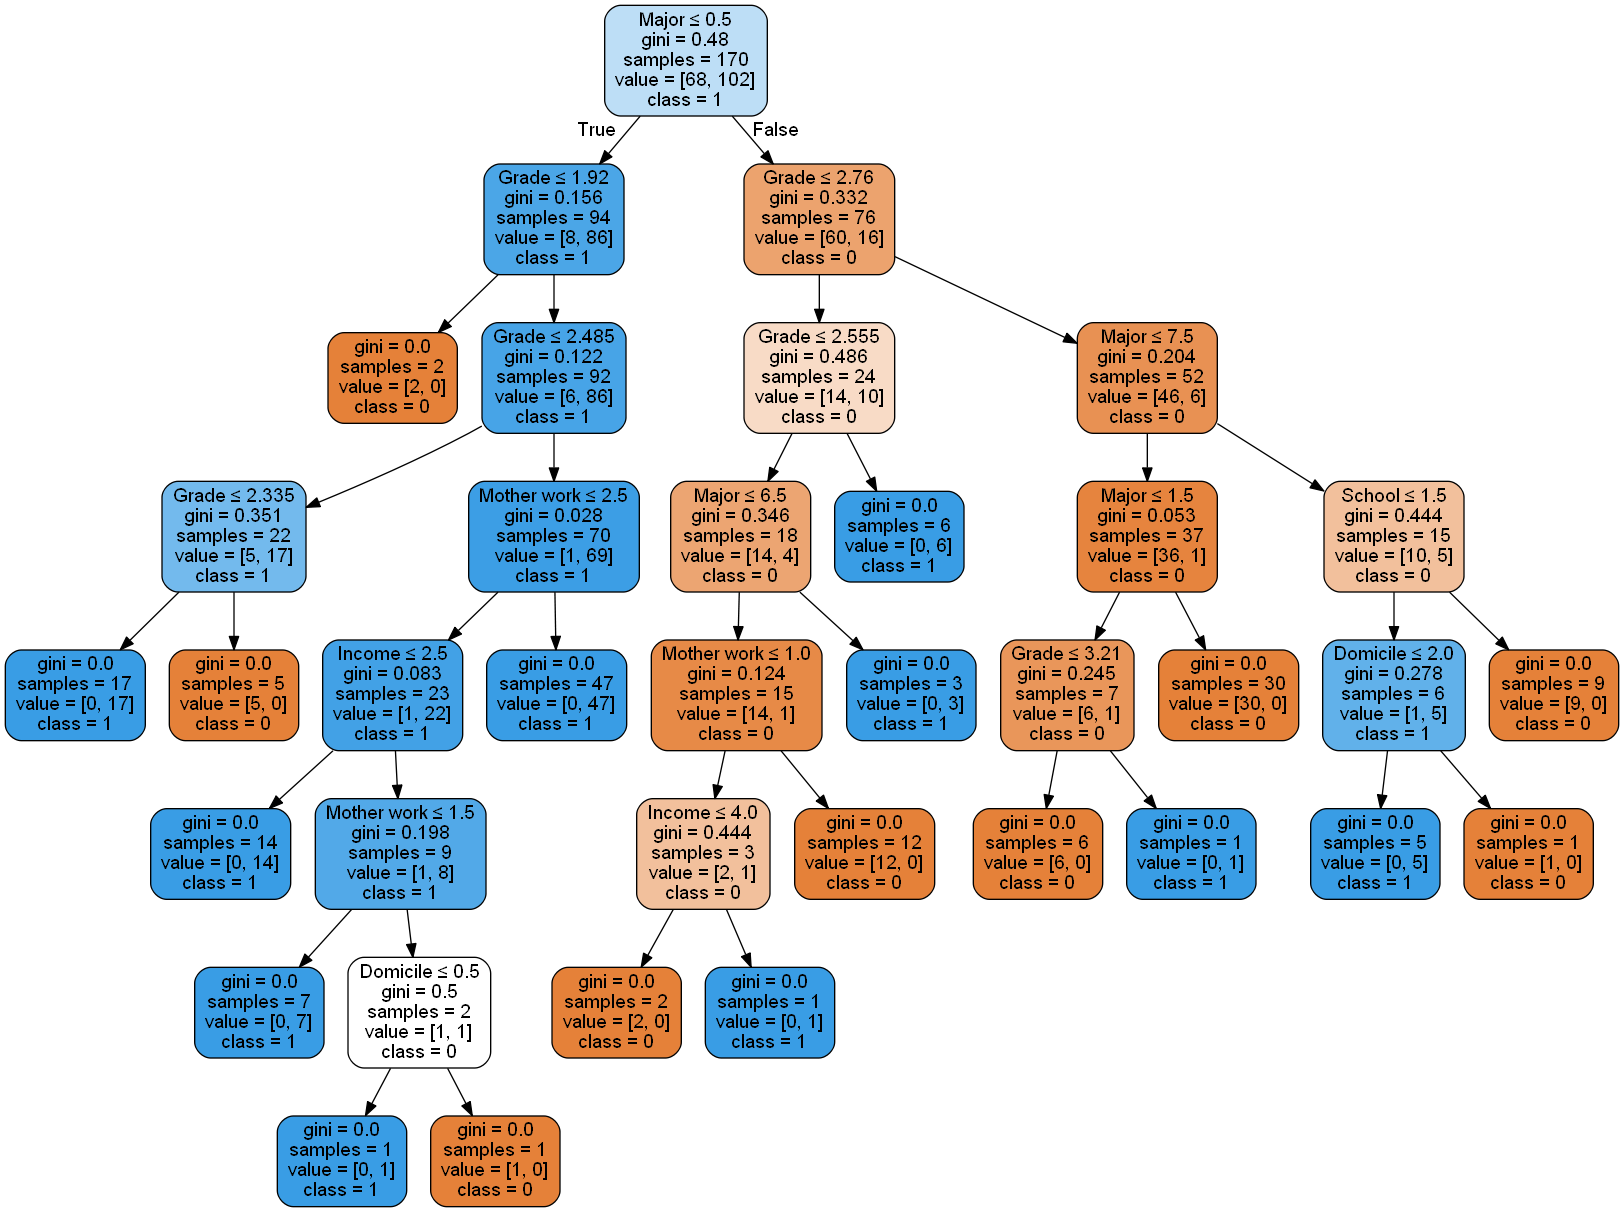 Major ≤ 0.5
gini = 0.48
samples = 170
value = [68, 102]
class = 1
True
False
Grade ≤ 1.92
gini = 0.156
samples = 94
value = [8, 86]
class = 1
Grade ≤ 2.76
gini = 0.332
samples = 76
value = [60, 16]
class = 0
gini = 0.0
samples = 2
value = [2, 0]
class = 0
Grade ≤ 2.485
gini = 0.122
samples = 92
value = [6, 86]
class = 1
Grade ≤ 2.555
gini = 0.486
samples = 24
value = [14, 10]
class = 0
Major ≤ 7.5
gini = 0.204
samples = 52
value = [46, 6]
class = 0
Grade ≤ 2.335
gini = 0.351
samples = 22
value = [5, 17]
class = 1
Mother work ≤ 2.5
gini = 0.028
samples = 70
value = [1, 69]
class = 1
Major ≤ 6.5
gini = 0.346
samples = 18
value = [14, 4]
class = 0
gini = 0.0
samples = 6
value = [0, 6]
class = 1
Major ≤ 1.5
gini = 0.053
samples = 37
value = [36, 1]
class = 0
School ≤ 1.5
gini = 0.444
samples = 15
value = [10, 5]
class = 0
gini = 0.0
samples = 17
value = [0, 17]
class = 1
gini = 0.0
samples = 5
value = [5, 0]
class = 0
Income ≤ 2.5
gini = 0.083
samples = 23
value = [1, 22]
class = 1
gini = 0.0
samples = 47
value = [0, 47]
class = 1
Mother work ≤ 1.0
gini = 0.124
samples = 15
value = [14, 1]
class = 0
gini = 0.0
samples = 3
value = [0, 3]
class = 1
Grade ≤ 3.21
gini = 0.245
samples = 7
value = [6, 1]
class = 0
gini = 0.0
samples = 30
value = [30, 0]
class = 0
Domicile ≤ 2.0
gini = 0.278
samples = 6
value = [1, 5]
class = 1
gini = 0.0
samples = 9
value = [9, 0]
class = 0
gini = 0.0
samples = 14
value = [0, 14]
class = 1
Mother work ≤ 1.5
gini = 0.198
samples = 9
value = [1, 8]
class = 1
Income ≤ 4.0
gini = 0.444
samples = 3
value = [2, 1]
class = 0
gini = 0.0
samples = 12
value = [12, 0]
class = 0
gini = 0.0
samples = 6
value = [6, 0]
class = 0
gini = 0.0
samples = 1
value = [0, 1]
class = 1
gini = 0.0
samples = 5
value = [0, 5]
class = 1
gini = 0.0
samples = 1
value = [1, 0]
class = 0
gini = 0.0
samples = 7
value = [0, 7]
class = 1
Domicile ≤ 0.5
gini = 0.5
samples = 2
value = [1, 1]
class = 0
gini = 0.0
samples = 2
value = [2, 0]
class = 0
gini = 0.0
samples = 1
value = [0, 1]
class = 1
gini = 0.0
samples = 1
value = [0, 1]
class = 1
gini = 0.0
samples = 1
value = [1, 0]
class = 0